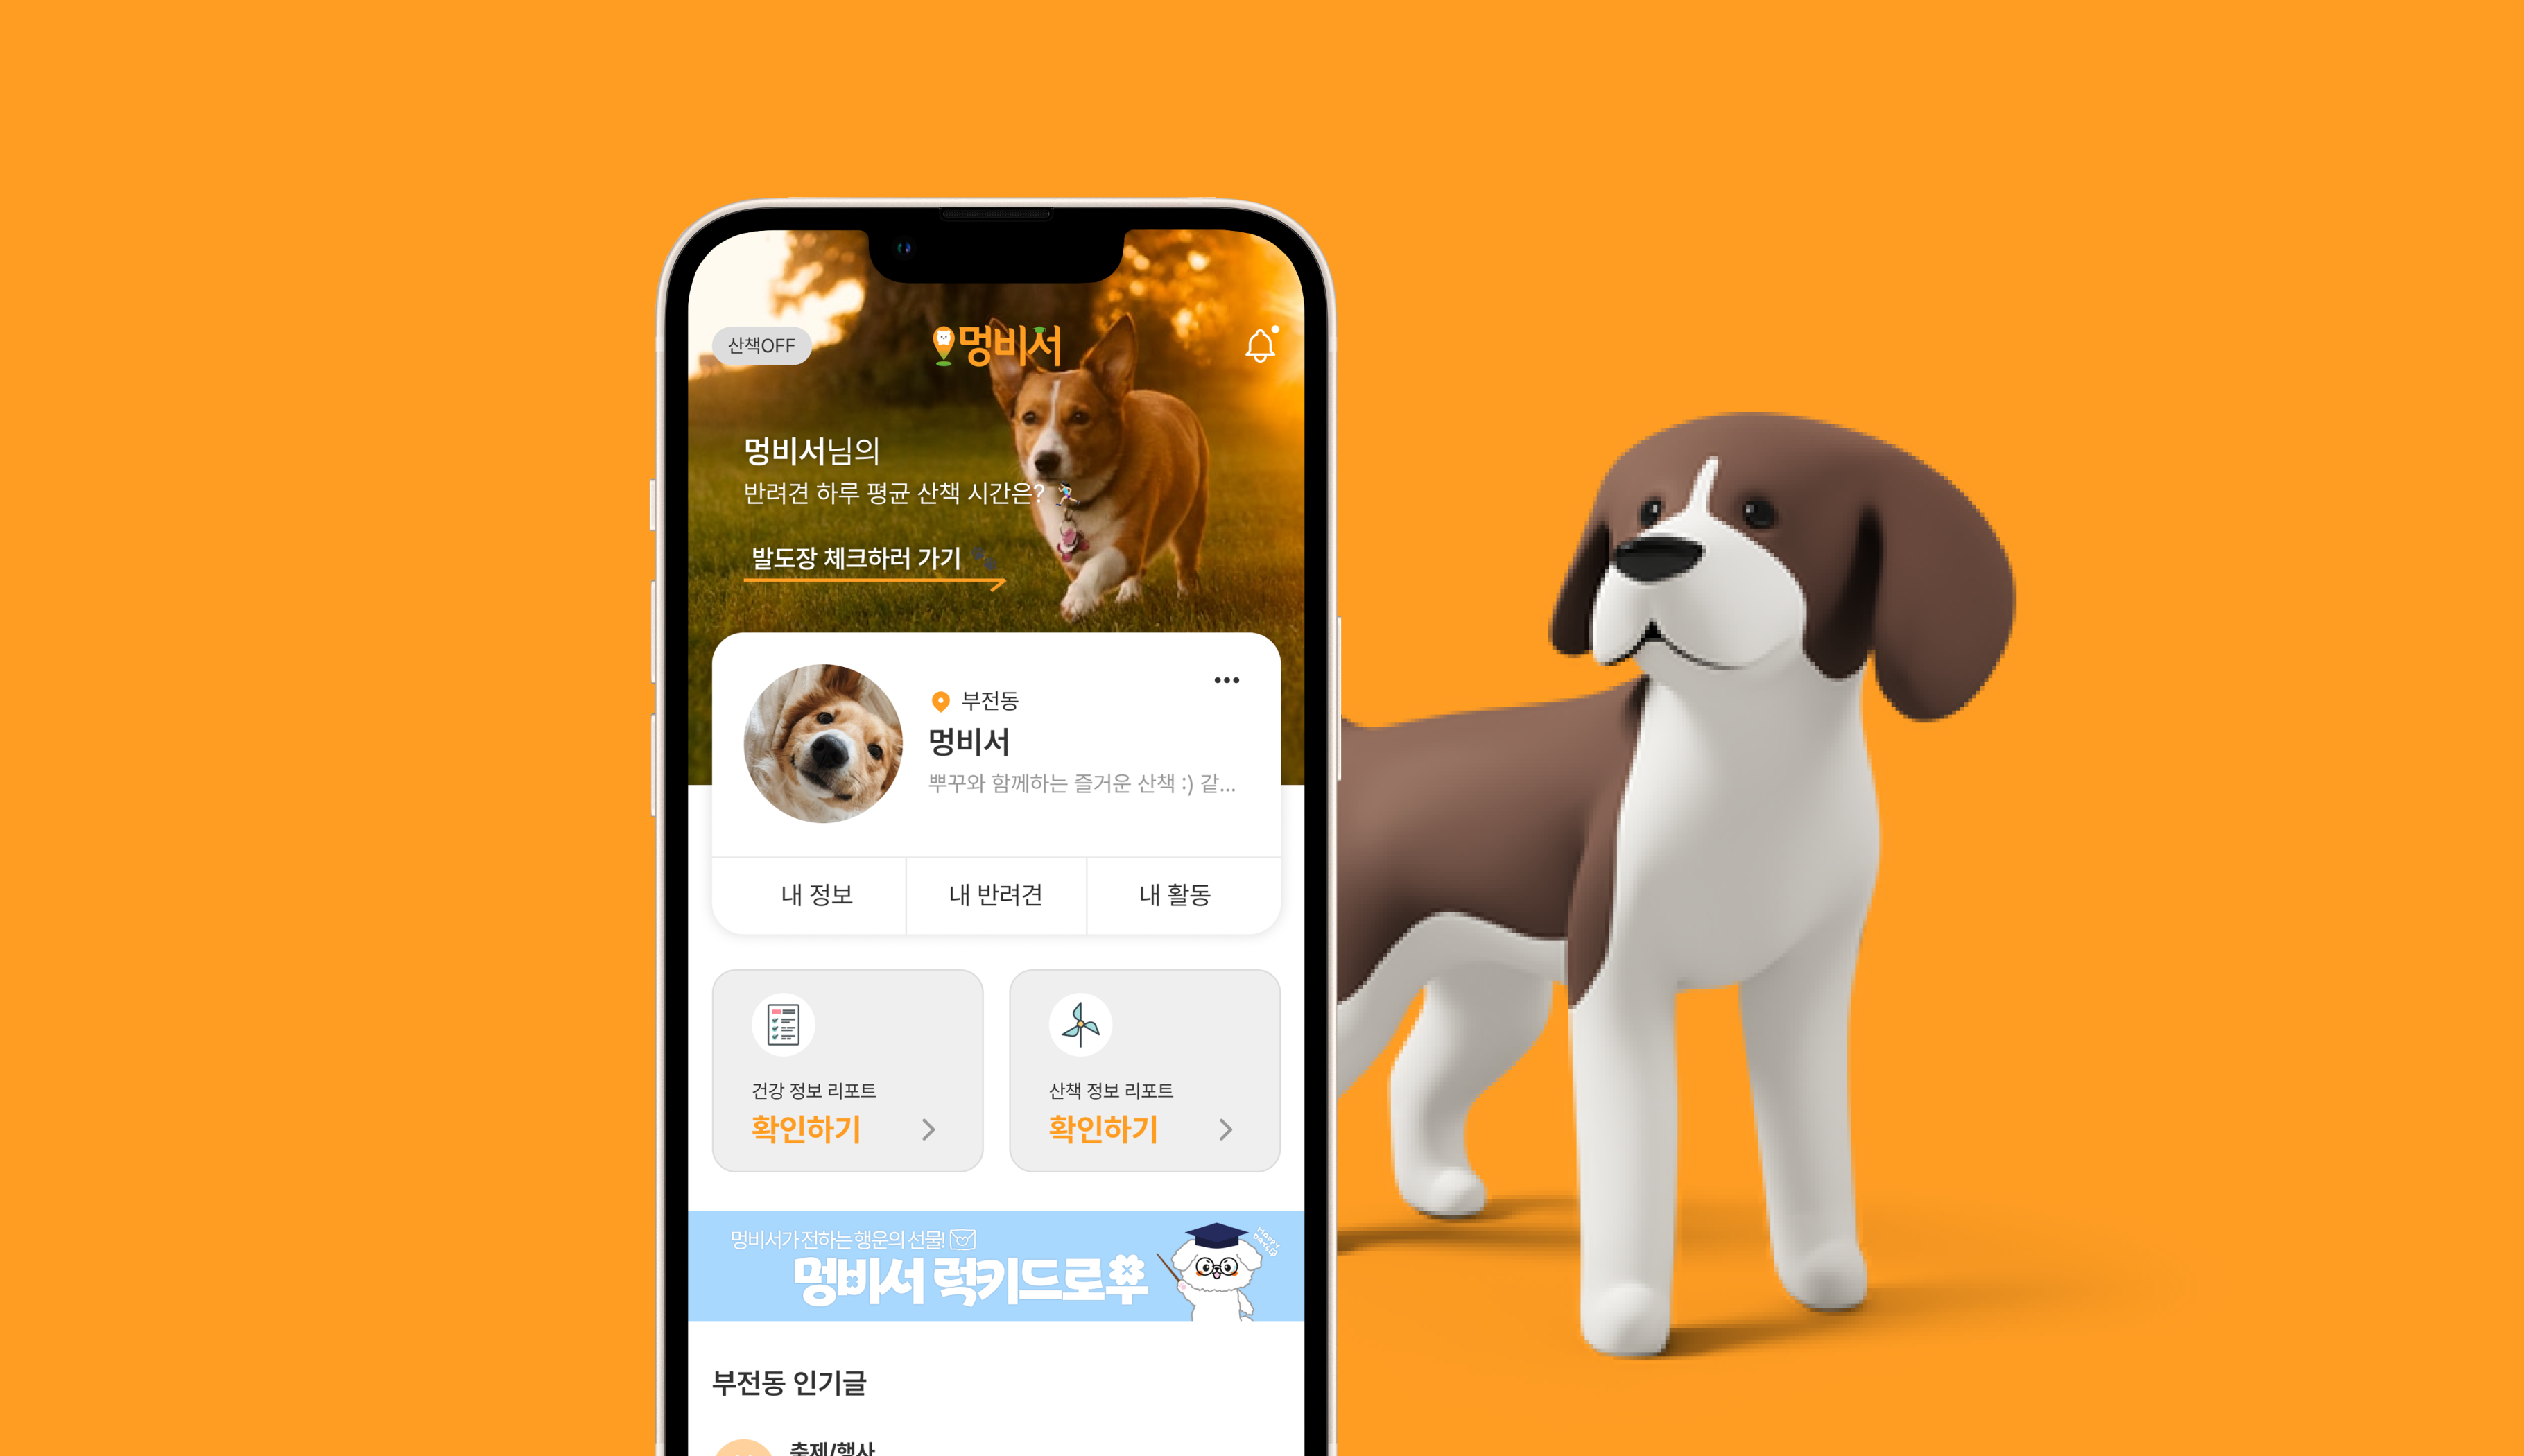 산책OFF
멍비서
멍비서님의
반려견 하루 평균 산책 시간은?
발도장 체크하러 가기
부전동
멍비서
뿌꾸와 함께하는 즐거운 산책 :) 같...
내 정보
내 반려견
내 활동
건강 정보 리포트
확인하기
산책 정보 리포트
확인하기
멍비서가 전하는 행운의 선물!
멍비서 럭키드로우
HAPPY
DAY
부전동 인기글
축제/행사